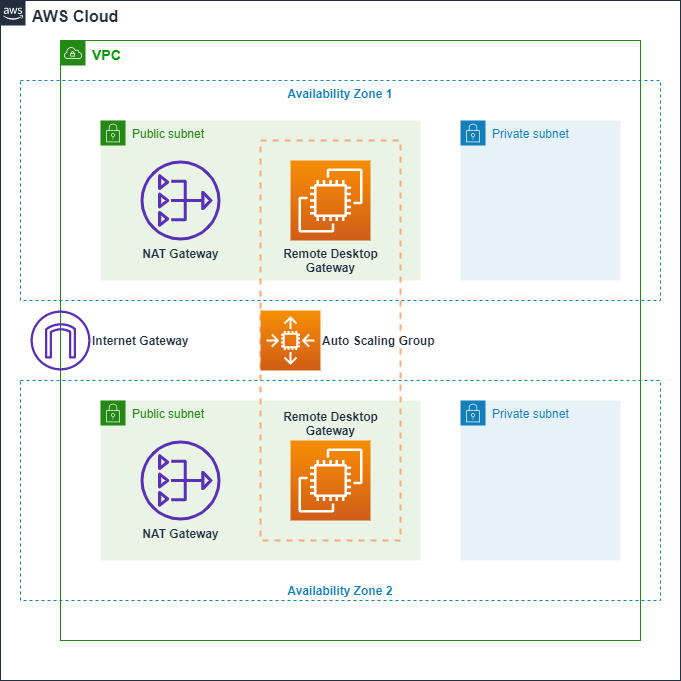 aws
AWS Cloud
VPC
Availability Zone 1
Public subnet
Private subnet
NAT Gateway
Remote Desktop
Gateway
Internet Gateway
Auto Scaling Group
Public subnet
Private subnet
Remote Desktop
Gateway
NAT Gateway
Availability Zone 2